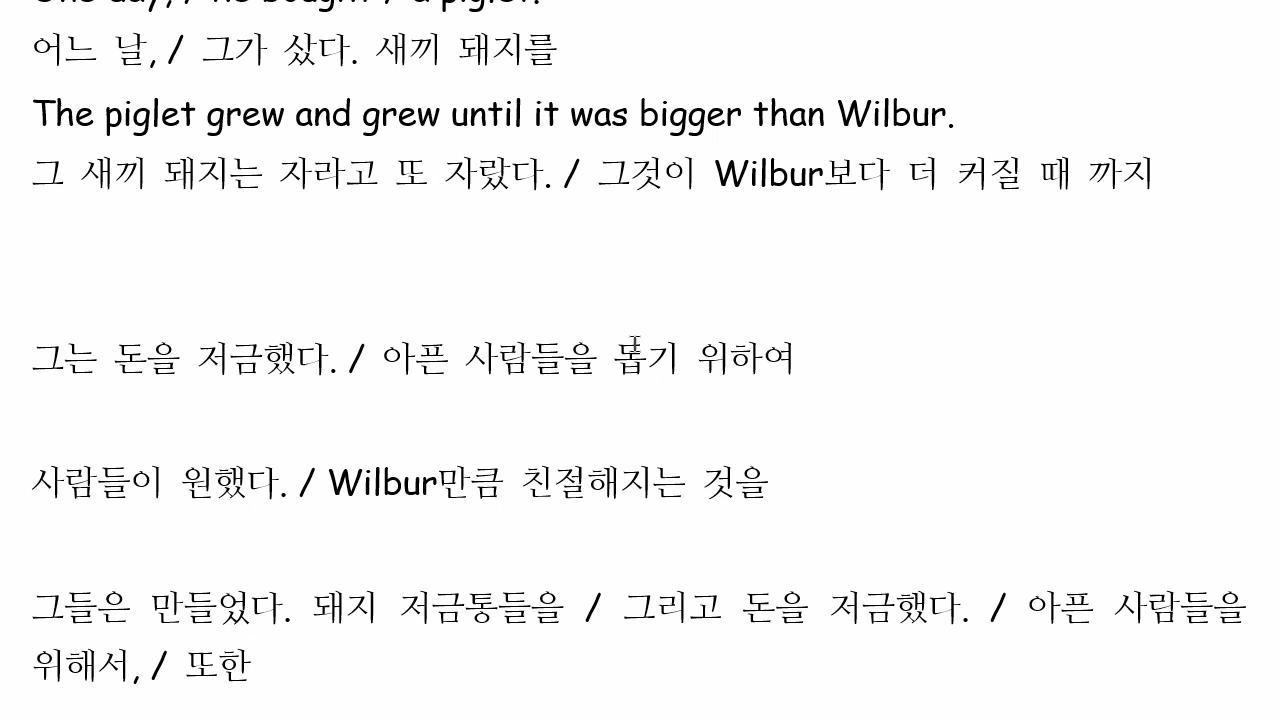 One day, / he bought / a piglet.
어느 날, / 그가 샀다. 새끼 돼지를
The piglet grew and grew until it was bigger than Wilbur.
그 새끼 돼지는 자라고 또 자랐다. / 그것이 Wilbur보다 더 커질 때 까지
그는 돈을 저금했다. / 아픈 사람들을 돕기 위하여
사람들이 원했다. / Wilbur만큼 친절해지는 것을
그들은 만들었다. 돼지 저금통들을 / 그리고 돈을 저금했다. / 아픈 사람들을
위해서, / 또한